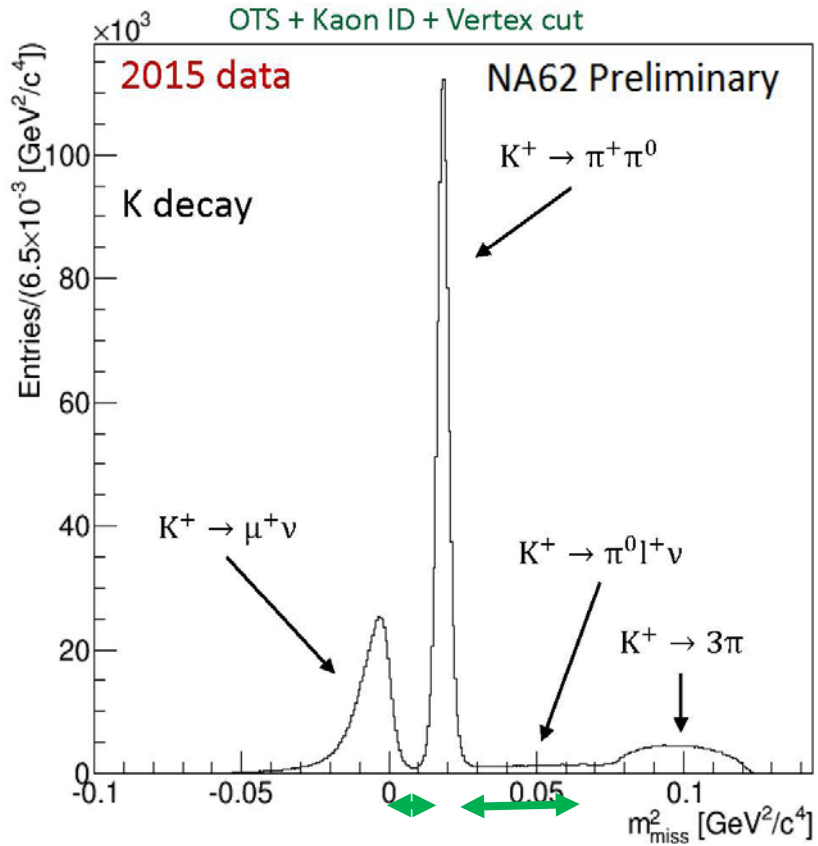 OTS + Kaon ID + Vertex cut
×10³
2015 data
NA62 Preliminary
Entries/(6.5×10⁻³ [GeV²/c⁴])
100
K⁺ → π⁺π⁰
K decay
80
60
40
K⁺ → μ⁺ν
K⁺ → π⁰l⁺ν
K⁺ → 3π
20
0
-0.1 -0.05 0 0.05 0.1
m²miss [GeV²/c⁴]